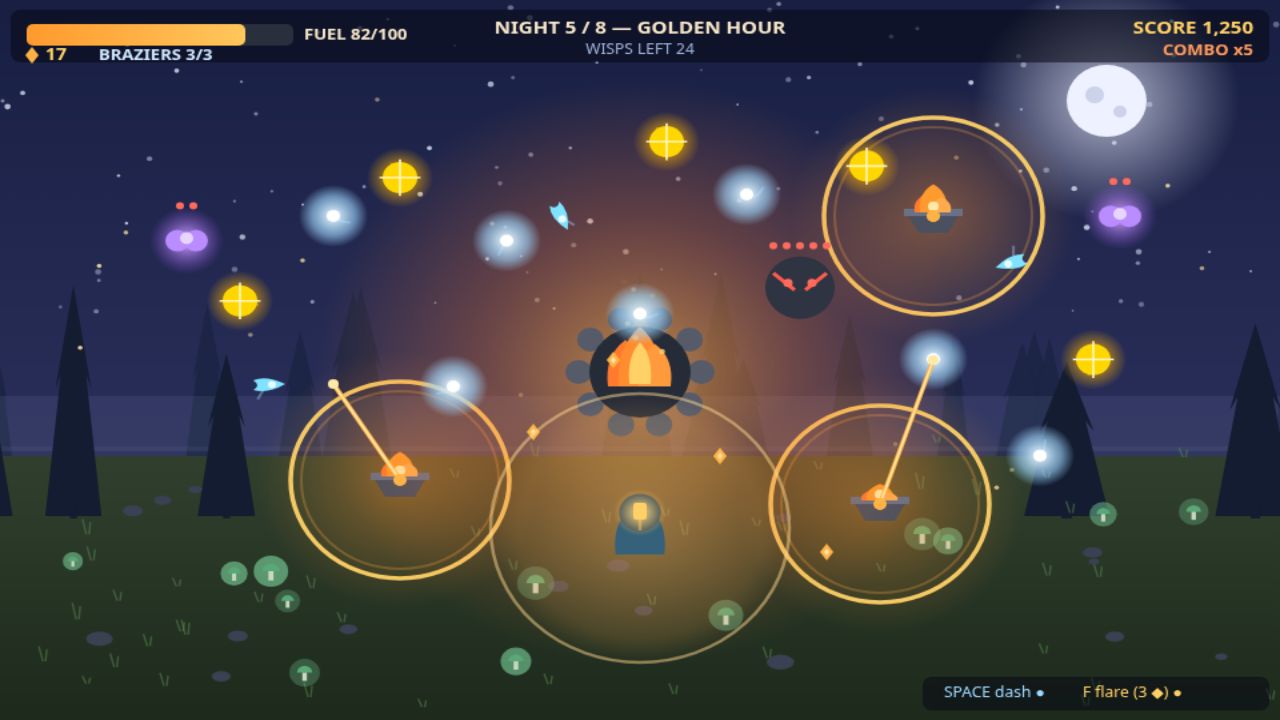 FUEL 82/100
◆ 17 BRAZIERS 3/3
NIGHT 5 / 8 — GOLDEN HOUR
WISPS LEFT 24
SCORE 1,250
COMBO x5
SPACE dash ● F flare (3 ◆) ●